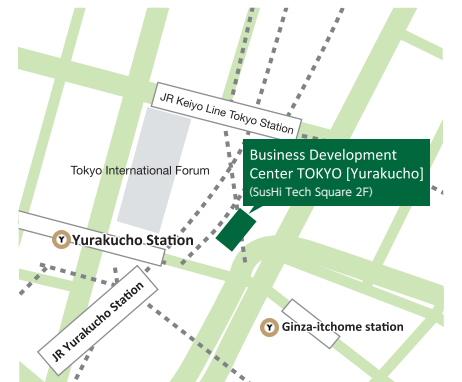 JR Keiyo Line Tokyo Station
Business Development
Center TOKYO [Yurakucho]
(SusHi Tech Square 2F)
Tokyo International Forum
Y Yurakucho Station
JR Yurakucho Station
Y Ginza-itchome station